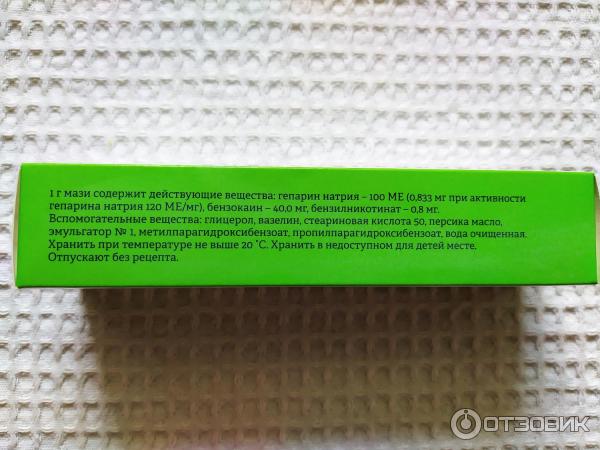 1 г мази содержит действующие вещества: гепарин натрия – 100 МЕ (0,833 мг при активности
гепарина натрия 120 МЕ/мг), бензокаин – 40,0 мг, бензилникотинат – 0,8 мг.
Вспомогательные вещества: глицерол, вазелин, стеариновая кислота 50, персика масло,
эмульгатор № 1, метилпарагидроксибензоат, пропилпарагидроксибензоат, вода очищенная.
Хранить при температуре не выше 20 °С. Хранить в недоступном для детей месте.
Отпускают без рецепта.
ОТЗОВИК